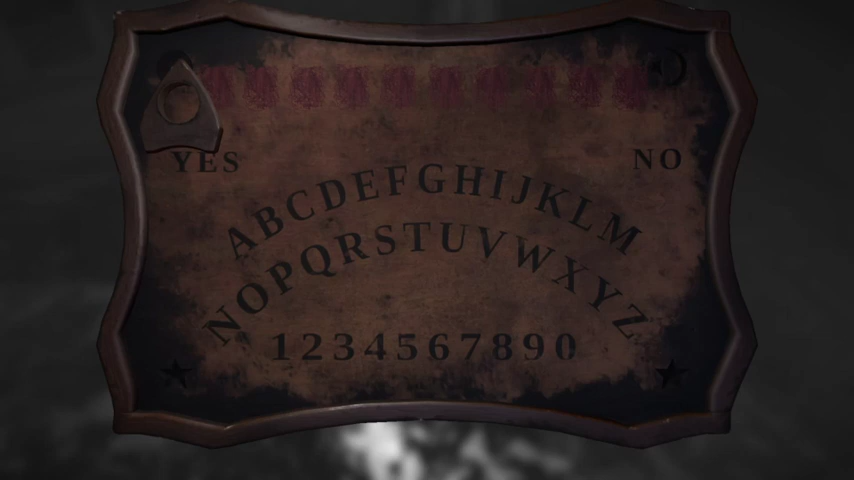 YES NO
ABCDEFGHIJKLM
NOPQRSTUVWXYZ
1234567890